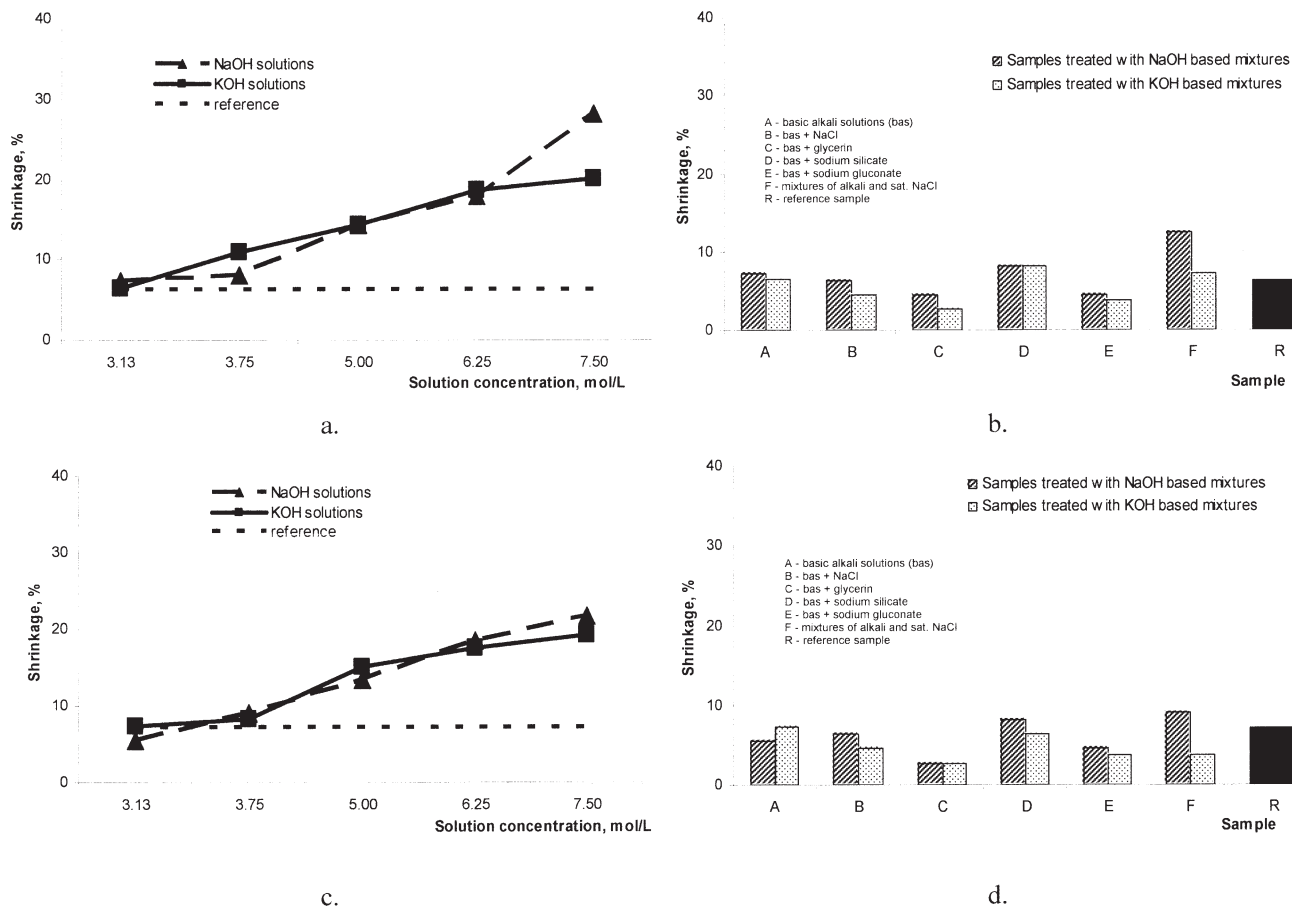 40
30
20
10
0
Shrinkage, %
NaOH solutions
KOH solutions
reference
3.13 3.75 5.00 6.25 7.50
Solution concentration, mol/L
a.
40
30
20
10
0
Shrinkage, %
Samples treated with NaOH based mixtures
Samples treated with KOH based mixtures
A - basic alkali solutions (bas)
B - bas + NaCl
C - bas + glycerin
D - bas + sodium silicate
E - bas + sodium gluconate
F - mixtures of alkali and sat. NaCl
R - reference sample
A B C D E F R
Sample
b.
40
30
20
10
0
Shrinkage, %
NaOH solutions
KOH solutions
reference
3.13 3.75 5.00 6.25 7.50
Solution concentration, mol/L
c.
40
30
20
10
0
Shrinkage, %
Samples treated with NaOH based mixtures
Samples treated with KOH based mixtures
A - basic alkali solutions (bas)
B - bas + NaCl
C - bas + glycerin
D - bas + sodium silicate
E - bas + sodium gluconate
F - mixtures of alkali and sat. NaCl
R - reference sample
A B C D E F R
Sample
d.